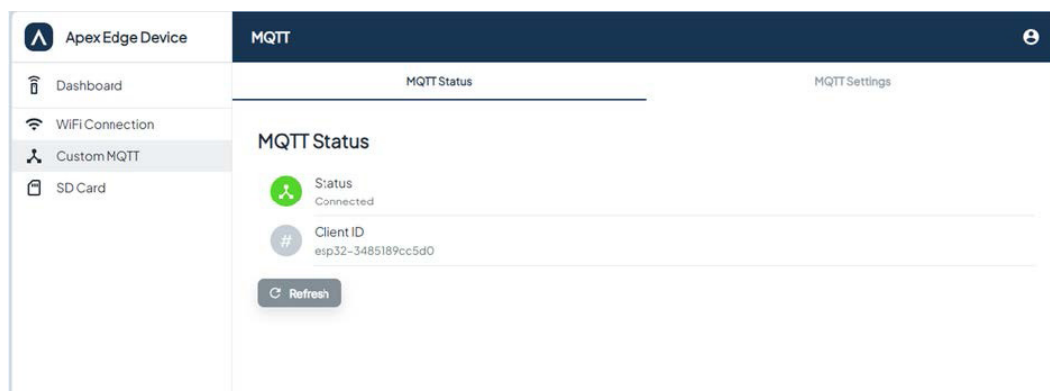 Apex Edge Device
MQTT
Dashboard
WiFi Connection
Custom MQTT
SD Card
MQTT Status
MQTT Settings
MQTT Status
Status
Connected
Client ID
#
esp32-3485189cc5d0
Refresh